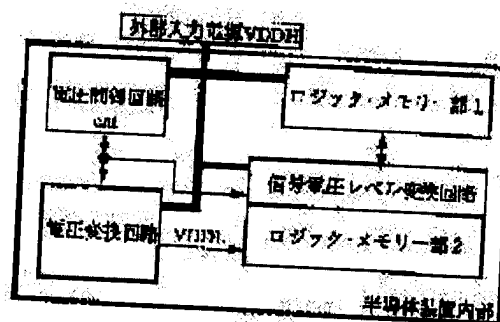 外部入力電源VDDH
電圧制御回路
cnt
ロジック・メモリー部1
信号電圧レベル変換回路
電圧変換回路
VDDL
ロジック・メモリー部2
半導体装置内部